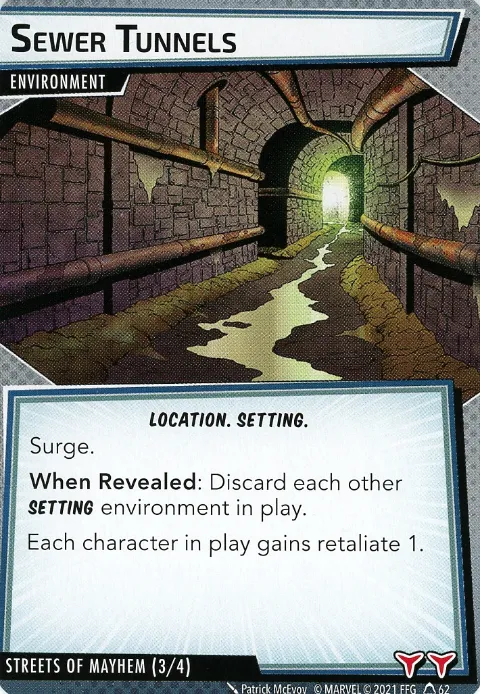 SEWER TUNNELS
ENVIRONMENT
LOCATION. SETTING.
Surge.
When Revealed: Discard each other
SETTING environment in play.
Each character in play gains retaliate 1.
STREETS OF MAYHEM (3/4)
Patrick McEvoy © MARVEL © 2021 FFG 62